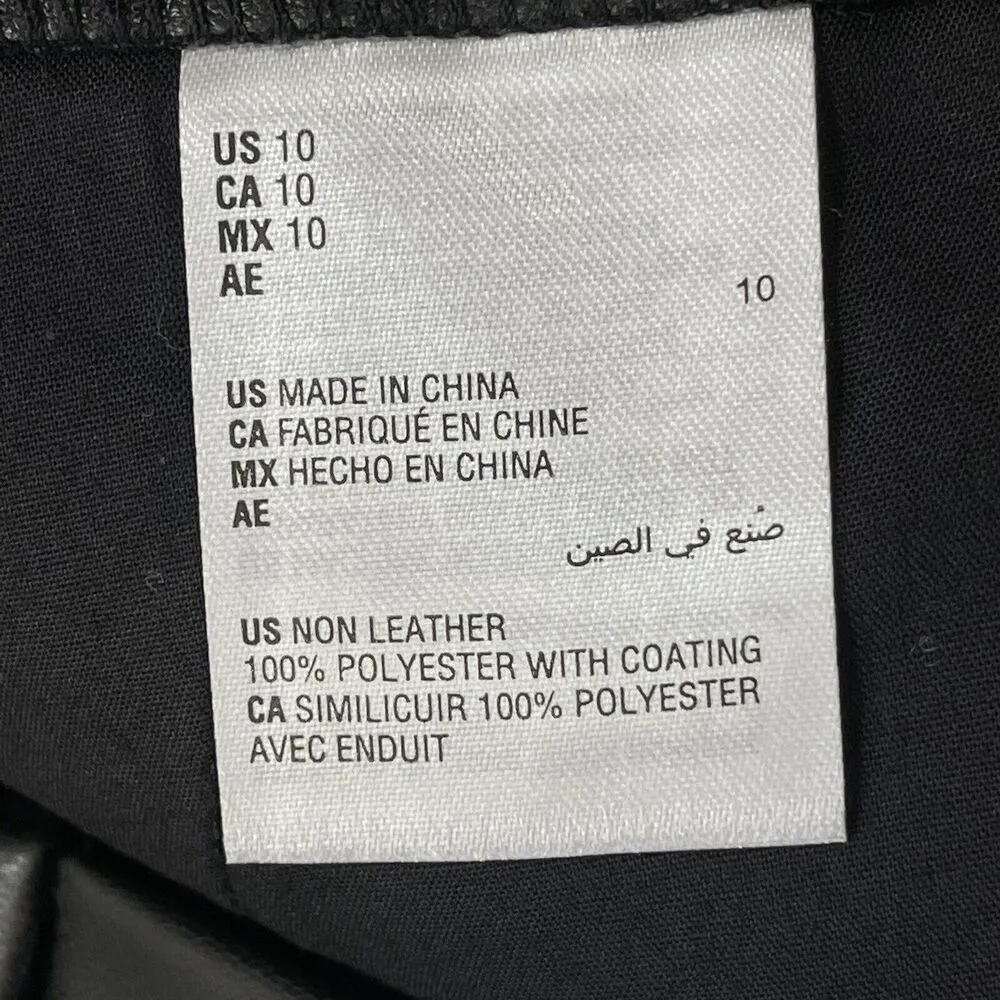 US 10
CA 10
MX 10
AE
10
US MADE IN CHINA
CA FABRIQUÉ EN CHINE
MX HECHO EN CHINA
AE
صُنع في الصين
US NON LEATHER
100% POLYESTER WITH COATING
CA SIMILICUIR 100% POLYESTER
AVEC ENDUIT